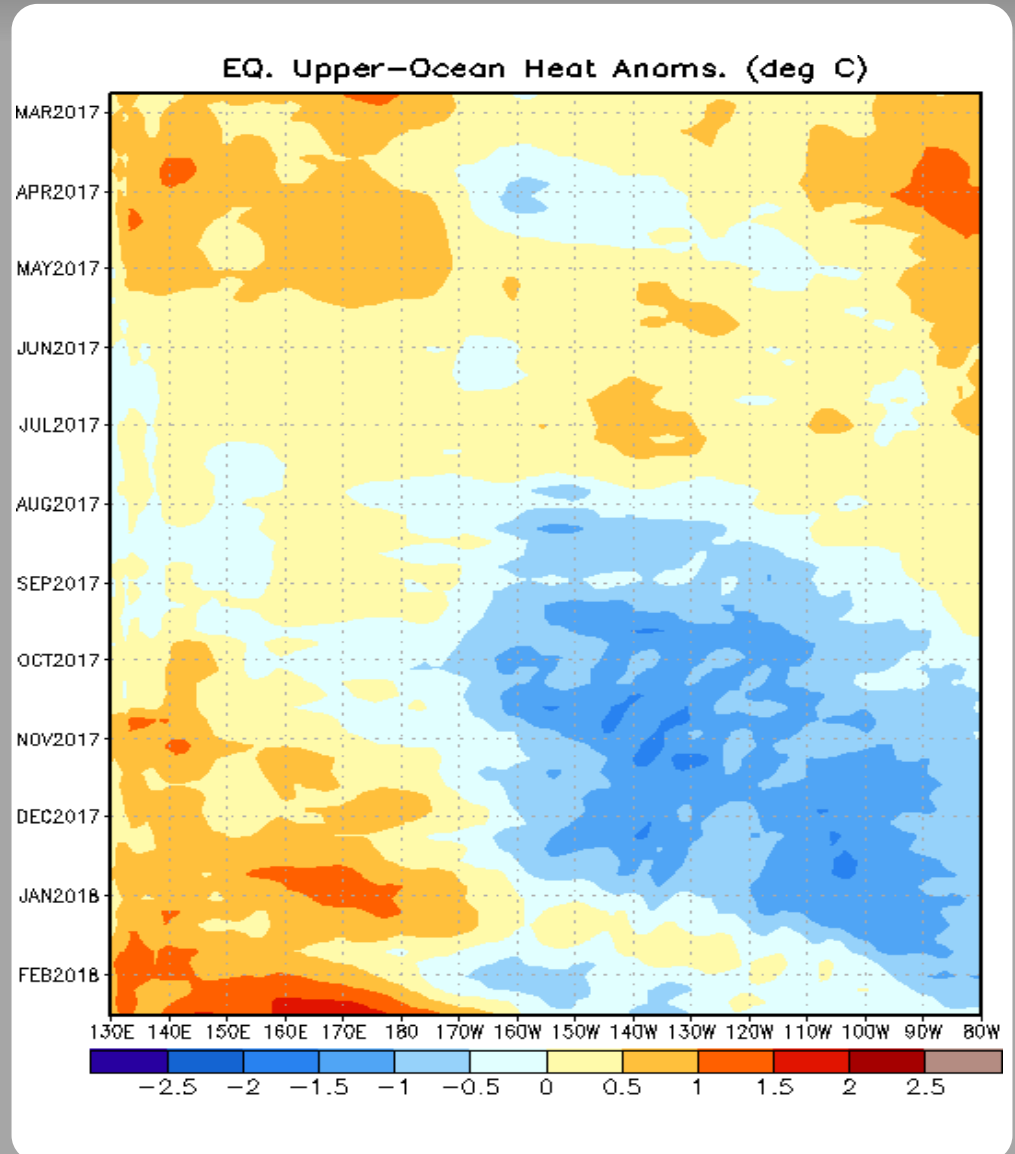 EQ. Upper-Ocean Heat Anoms. (deg C)
MAR2017
APR2017
MAY2017
JUN2017
JUL2017
AUG2017
SEP2017
OCT2017
NOV2017
DEC2017
JAN2018
FEB2018
130E 140E 150E 160E 170E 180 170W 160W 150W 140W 130W 120W 110W 100W 90W 80W
-2.5 -2 -1.5 -1 -0.5 0 0.5 1 1.5 2 2.5